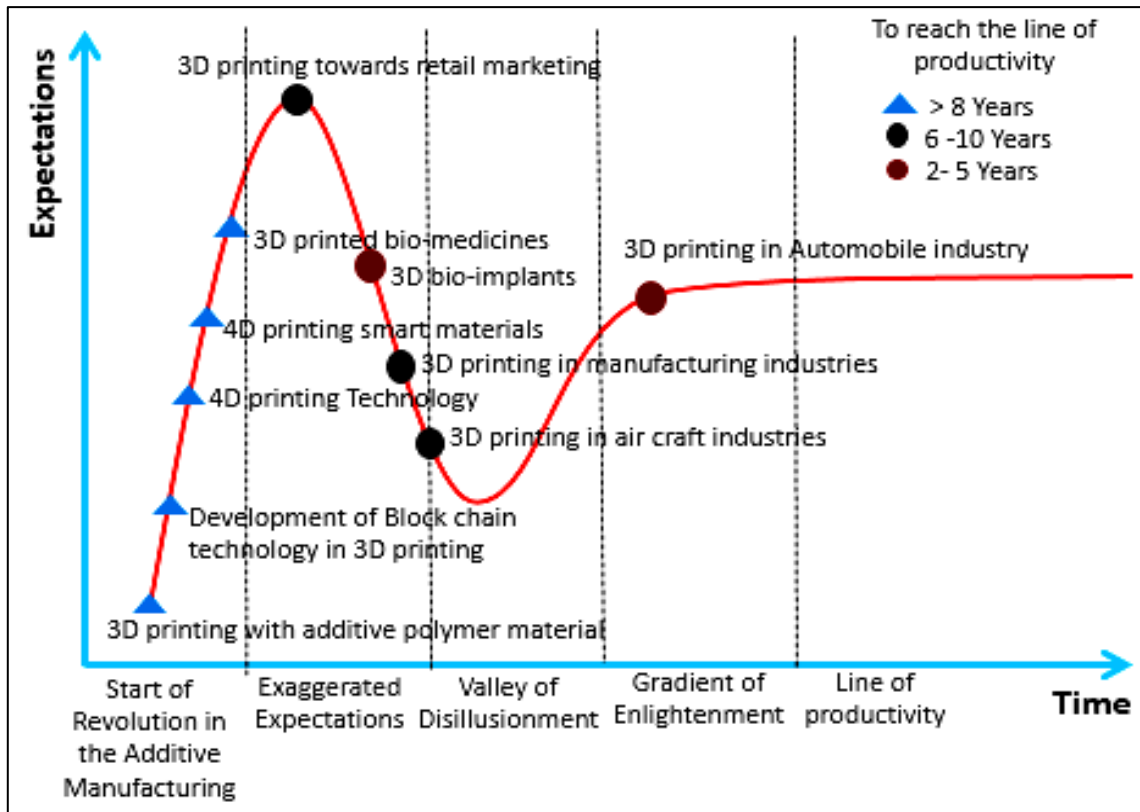 To reach the line of
productivity
> 8 Years
6 -10 Years
2- 5 Years
Expectations
3D printing towards retail marketing
3D printed bio-medicines
3D bio-implants
3D printing in Automobile industry
4D printing smart materials
3D printing in manufacturing industries
4D printing Technology
3D printing in air craft industries
Development of Block chain
technology in 3D printing
3D printing with additive polymer material
Start of
Revolution in
the Additive
Manufacturing
Exaggerated
Expectations
Valley of
Disillusionment
Gradient of
Enlightenment
Line of
productivity
Time